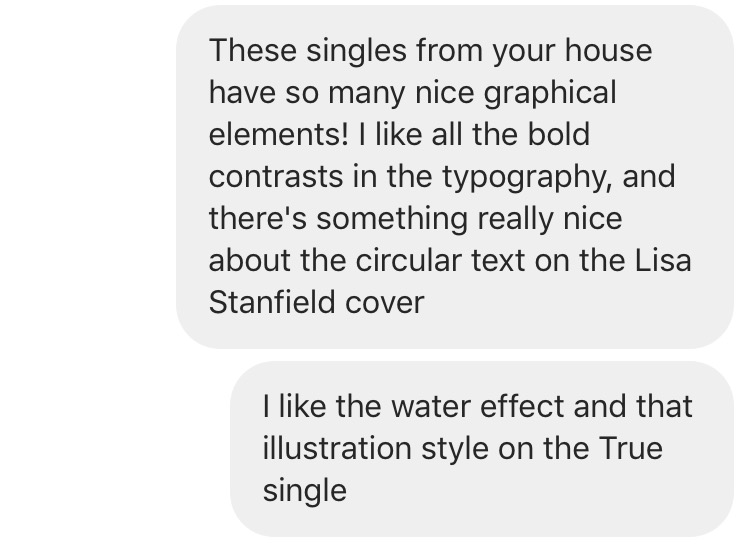 These singles from your house
have so many nice graphical
elements! I like all the bold
contrasts in the typography, and
there's something really nice
about the circular text on the Lisa
Stanfield cover
I like the water effect and that
illustration style on the True
single